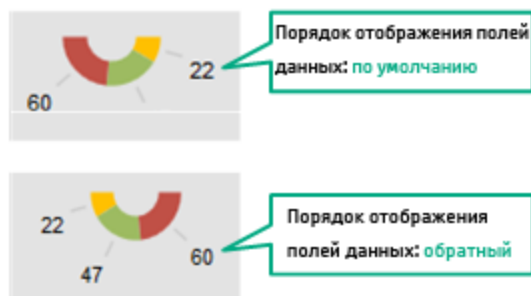 Порядок отображения полей
данных: по умолчанию
22
60
Порядок отображения
полей данных: обратный
22
60
47